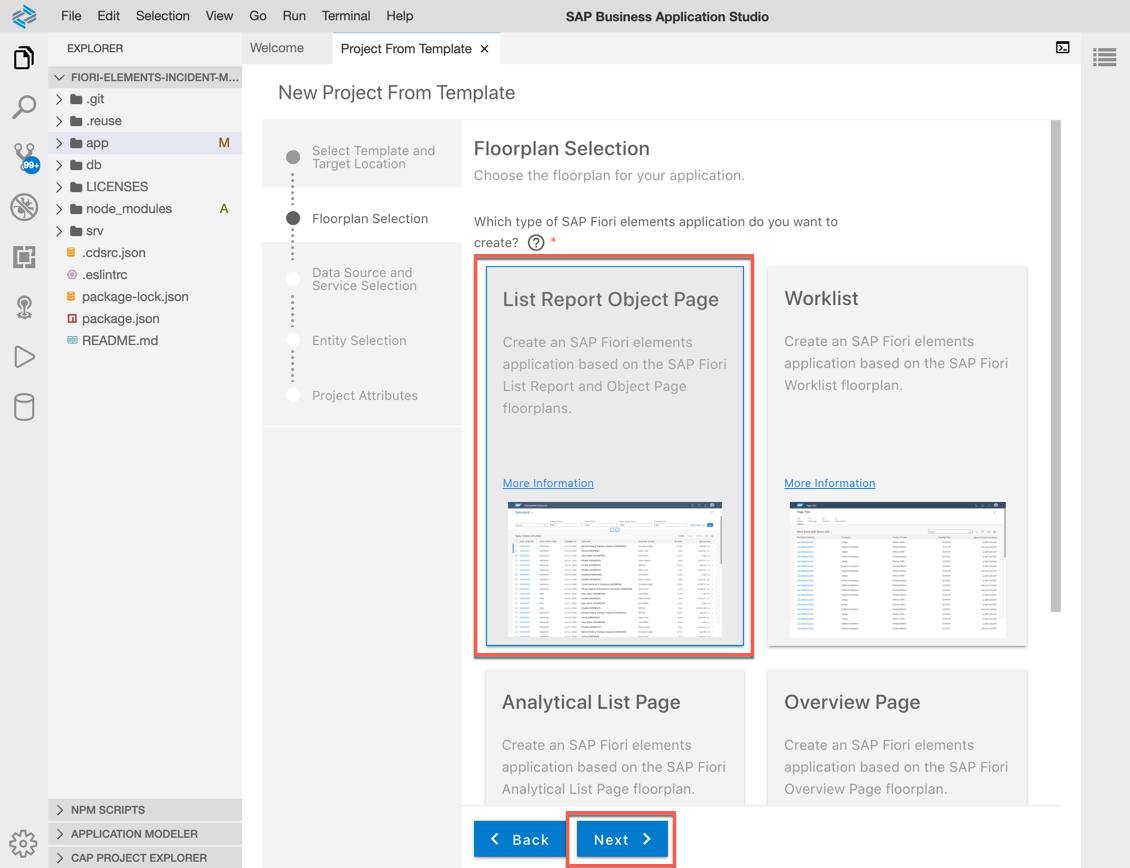 File Edit Selection View Go Run Terminal Help SAP Business Application Studio
EXPLORER
Welcome Project From Template ×
FIORI-ELEMENTS-INCIDENT-M...
.git
.reuse
app M
db
LICENSES
node_modules A
srv
.cdsrc.json
.eslintrc
package-lock.json
package.json
README.md
99+
NPM SCRIPTS
APPLICATION MODELER
CAP PROJECT EXPLORER
New Project From Template
Select Template and
Target Location
Floorplan Selection
Data Source and
Service Selection
Entity Selection
Project Attributes
Floorplan Selection
Choose the floorplan for your application.
Which type of SAP Fiori elements application do you want to
create? ? *
List Report Object Page
Create an SAP Fiori elements
application based on the SAP Fiori
List Report and Object Page
floorplans.
More Information
Standard
Worklist
Create an SAP Fiori elements
application based on the SAP Fiori
Worklist floorplan.
More Information
Analytical List Page
Create an SAP Fiori elements
application based on the SAP Fiori
Analytical List Page floorplan.
Overview Page
Create an SAP Fiori elements
application based on the SAP Fiori
Overview Page floorplan.
Back
Next